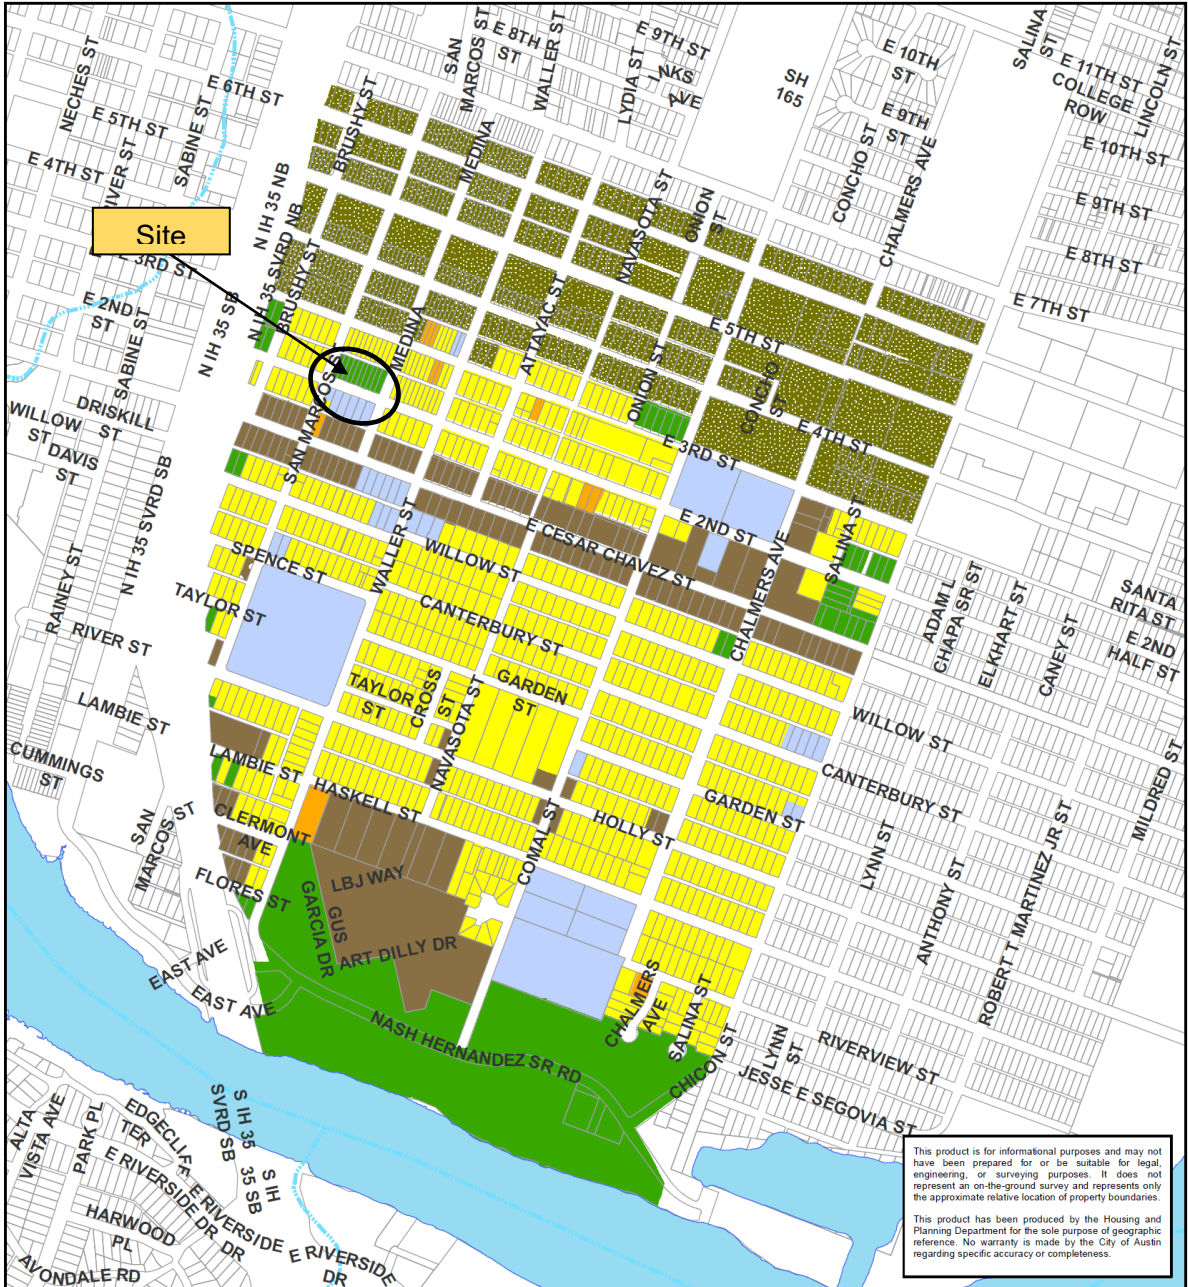 SAN
MARCOS ST
E 8TH
ST
WALLER ST
E 9TH ST
LYDIA ST
NKS
AVE
SH
165
E 10TH
ST
SALINA
ST
E 11TH ST
COLLEGE
ROW
LINCOLN ST
NECHES ST
E 6TH ST
E 5TH ST
SABINE ST
E 4TH ST
IVER ST
BRUSHY ST
MEDINA
E 9TH
ST
CONCHO ST
CHALMERS AVE
E 10TH ST
E 9TH ST
E 8TH ST
E 7TH ST
N IH 35 NB
NAVASOTA ST
ONION
ST
Site
E 3RD ST
N IH 35 SVRD NB
BRUSHY ST
E 2ND
ST
SABINE ST
N IH 35 SB
MEDINA
ATTAYAC ST
E 5TH ST
ONION ST
CONCHO
ST
E 4TH ST
E 3RD ST
WILLOW
ST
DRISKILL
ST
DAVIS
ST
SAN MARCOS ST
N IH 35 SVRD SB
E 2ND ST
E CESAR CHAVEZ ST
SALINA ST
CHALMERS AVE
SPENCE ST
WALLER ST
WILLOW ST
RAINEY ST
TAYLOR ST
RIVER ST
CANTERBURY ST
ADAM L
CHAPA SR ST
ELKHART ST
CANEY ST
SANTA
RITA ST
E 2ND
HALF ST
LAMBIE ST
TAYLOR
ST
CROSS
ST
NAVASOTA ST
GARDEN
ST
WILLOW ST
CUMMINGS
ST
LAMBIE ST
HASKELL ST
CANTERBURY ST
MILDRED ST
SAN
MARCOS ST
CLERMONT
AVE
COMAL ST
HOLLY ST
GARDEN ST
LYNN ST
ANTHONY ST
ROBERT T MARTINEZ JR ST
FLORES ST
LBJ WAY
GUS
GARCIA DR
ART DILLY DR
EAST AVE
EAST AVE
NASH HERNANDEZ SR RD
CHALMERS
AVE
SALINA ST
CHICON ST
LYNN
ST
RIVERVIEW ST
JESSE E SEGOVIA ST
ALTA
VISTA AVE
PARK PL
EDGECLIFF
TER
S IH 35
SVRD SB
S IH
35 SB
E RIVERSIDE DR
E RIVERSIDE
DR
HARWOOD
PL
AVONDALE RD
E RIVERSIDE
DR
This product is for informational purposes and may not
have been prepared for or be suitable for legal,
engineering, or surveying purposes. It does not
represent an on-the-ground survey and represents only
the approximate relative location of property boundaries.
This product has been produced by the Housing and
Planning Department for the sole purpose of geographic
reference. No warranty is made by the City of Austin
regarding specific accuracy or completeness.